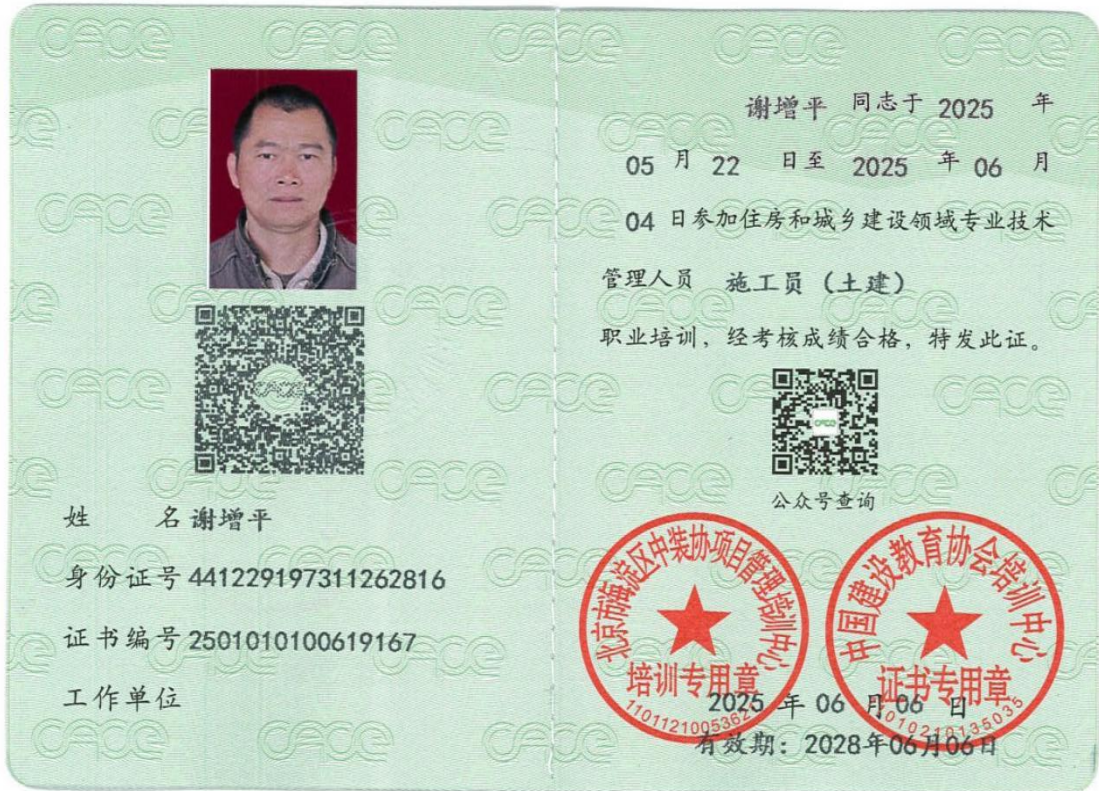 姓 名 谢增平
身份证号 441229197311262816
证书编号 2501010100619167
工作单位
谢增平 同志于 2025 年
05 月 22 日至 2025 年 06 月
04 日参加住房和城乡建设领域专业技术
管理人员 施工员（土建）
职业培训，经考核成绩合格，特发此证。
公众号查询
北京市海淀区中装协项目管理培训中心
培训专用章
中国建设教育协会培训中心
证书专用章
2025 年 06 月 06 日
有效期：2028年06月06日